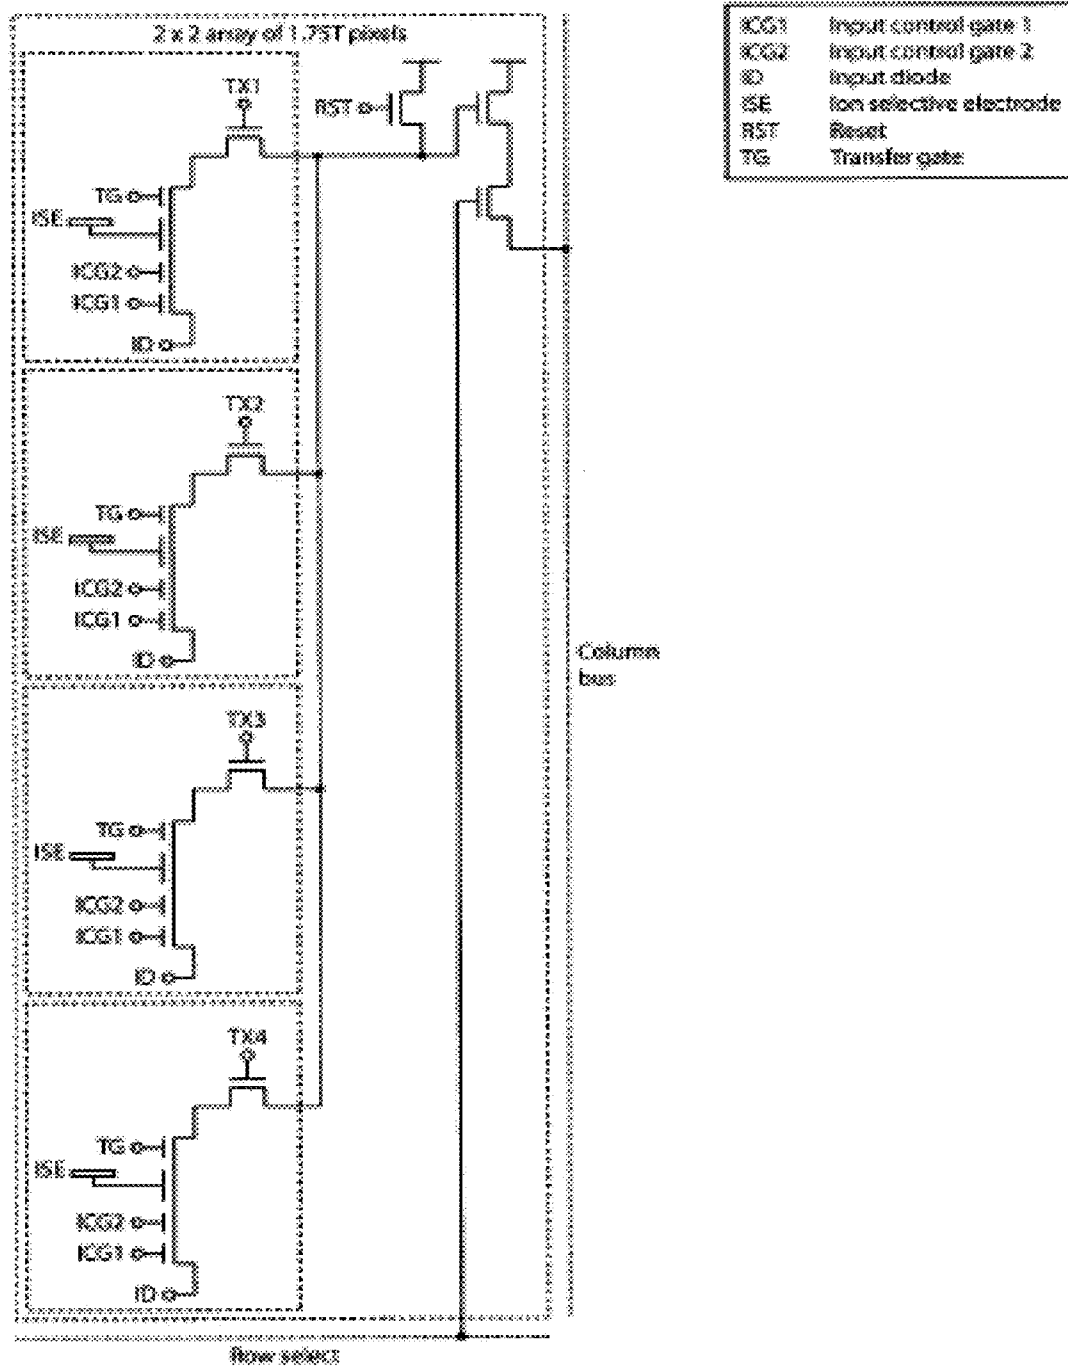 2 x 2 array of 1.75T pixels
ICG1 Input control gate 1
ICG2 Input control gate 2
ID Input diode
ISE Ion selective electrode
RST Reset
TG Transfer gate
TX1
RST
TG
ISE
ICG2
ICG1
ID
TX2
TG
ISE
ICG2
ICG1
ID
Column
bus
TX3
TG
ISE
ICG2
ICG1
ID
TX4
TG
ISE
ICG2
ICG1
ID
Row select